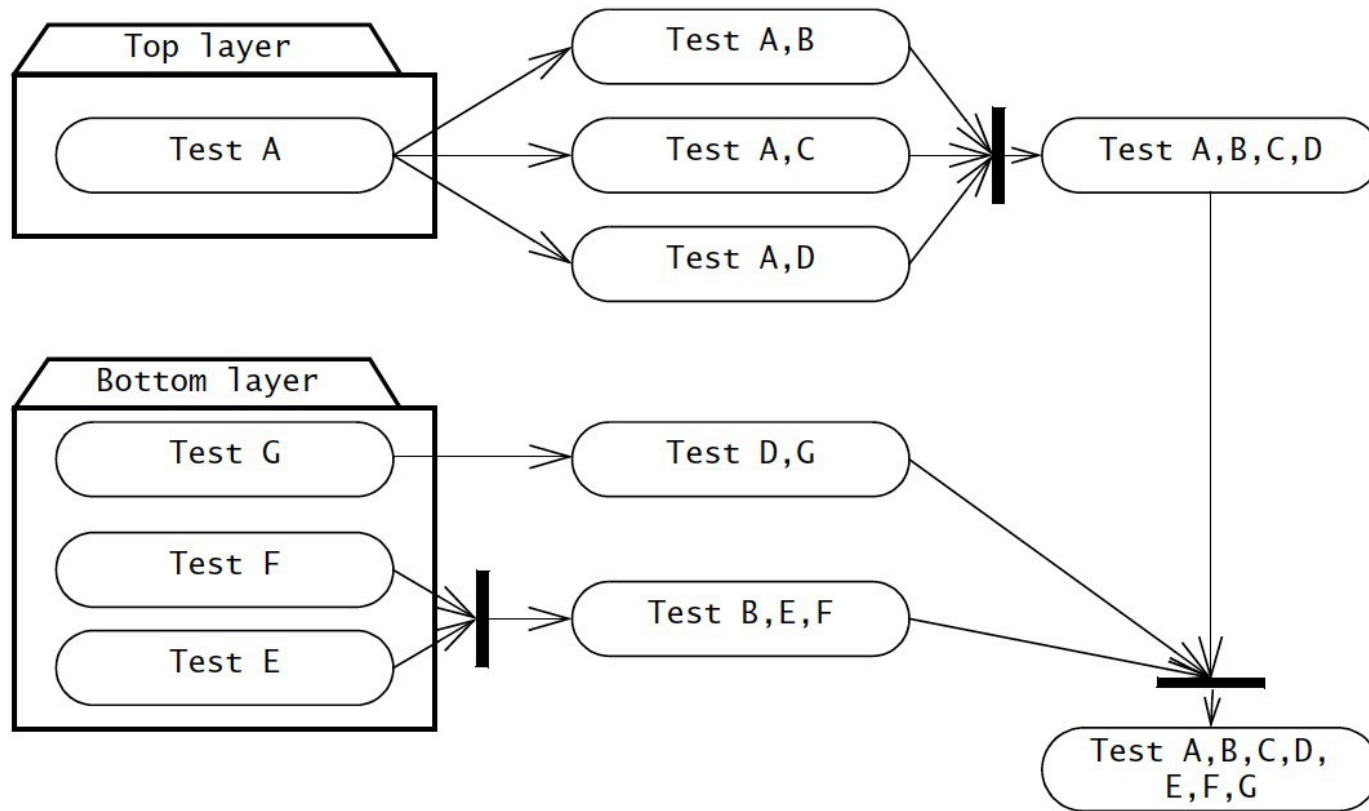 Top layer
Test A
Test A,B
Test A,C
Test A,D
Test A,B,C,D
Bottom layer
Test G
Test F
Test E
Test D,G
Test B,E,F
Test A,B,C,D,
E,F,G